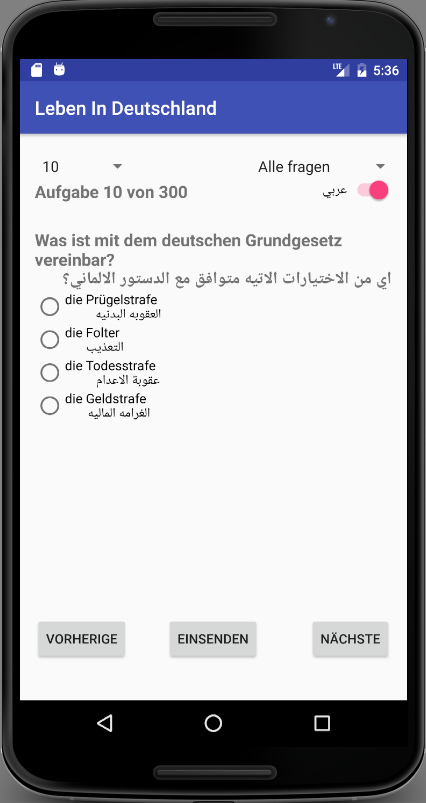 LTE 5:36
Leben In Deutschland
10 Alle fragen
Aufgabe 10 von 300 عربي
Was ist mit dem deutschen Grundgesetz
vereinbar?
اي من الاختيارات الاتيه متوافق مع الدستور الالماني؟
die Prügelstrafe
العقوبه البدنيه
die Folter
التعذيب
die Todesstrafe
عقوبة الاعدام
die Geldstrafe
الغرامه الماليه
VORHERIGE EINSENDEN NÄCHSTE